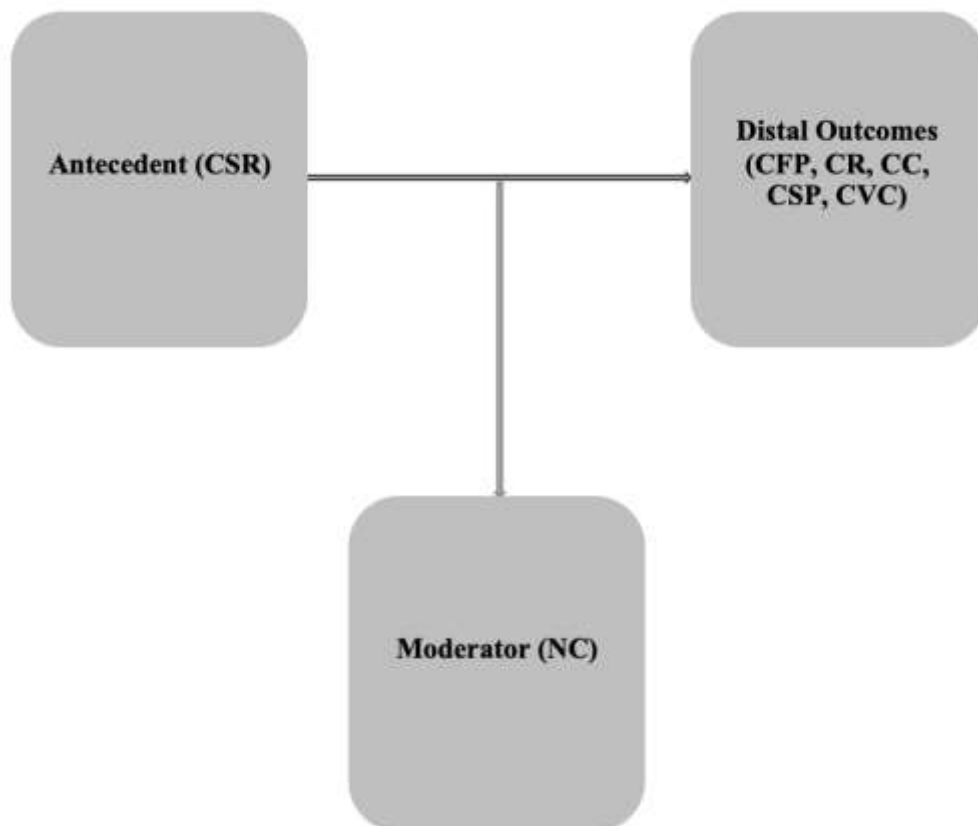 Antecedent (CSR)
Distal Outcomes
(CFP, CR, CC,
CSP, CVC)
Moderator (NC)